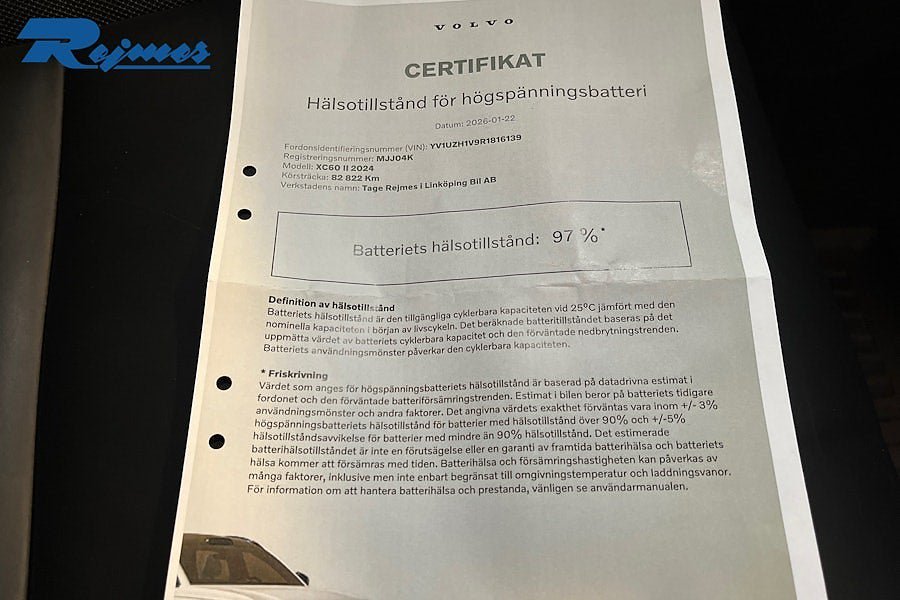 Rejmes
VOLVO
CERTIFIKAT
Hälsotillstånd för högspänningsbatteri
Datum: 2026-01-22
Fordonsidentifieringsnummer (VIN): YV1UZH1V9R1816139
Registreringsnummer: MJJ04K
Modell: XC60 II 2024
Körsträcka: 82 822 Km
Verkstadens namn: Tage Rejmes i Linköping Bil AB
Batteriets hälsotillstånd: 97 %*
Definition av hälsotillstånd
Batteriets hälsotillstånd är den tillgängliga cyklerbara kapaciteten vid 25°C jämfört med den
nominella kapaciteten i början av livscykeln. Det beräknade batteritillståndet baseras på det
uppmätta värdet av batteriets cyklerbara kapacitet och den förväntade nedbrytningstrenden.
Batteriets användningsmönster påverkar den cyklerbara kapaciteten.
* Friskrivning
Värdet som anges för högspänningsbatteriets hälsotillstånd är baserad på datadrivna estimat i
fordonet och den förväntade batteriförsämringstrenden. Estimat i bilen beror på batteriets tidigare
användningsmönster och andra faktorer. Det angivna värdets exakthet förväntas vara inom +/- 3%
högspänningsbatteriets hälsotillstånd för batterier med hälsotillstånd över 90% och +/-5%
hälsotillståndsavvikelse för batterier med mindre än 90% hälsotillstånd. Det estimerade
batterihälsotillståndet är inte en förutsägelse eller en garanti av framtida batterihälsa och batteriets
hälsa kommer att försämras med tiden. Batterihälsa och försämringshastigheten kan påverkas av
många faktorer, inklusive men inte enbart begränsat till omgivningstemperatur och laddningsvanor.
För information om att hantera batterihälsa och prestanda, vänligen se användarmanualen.